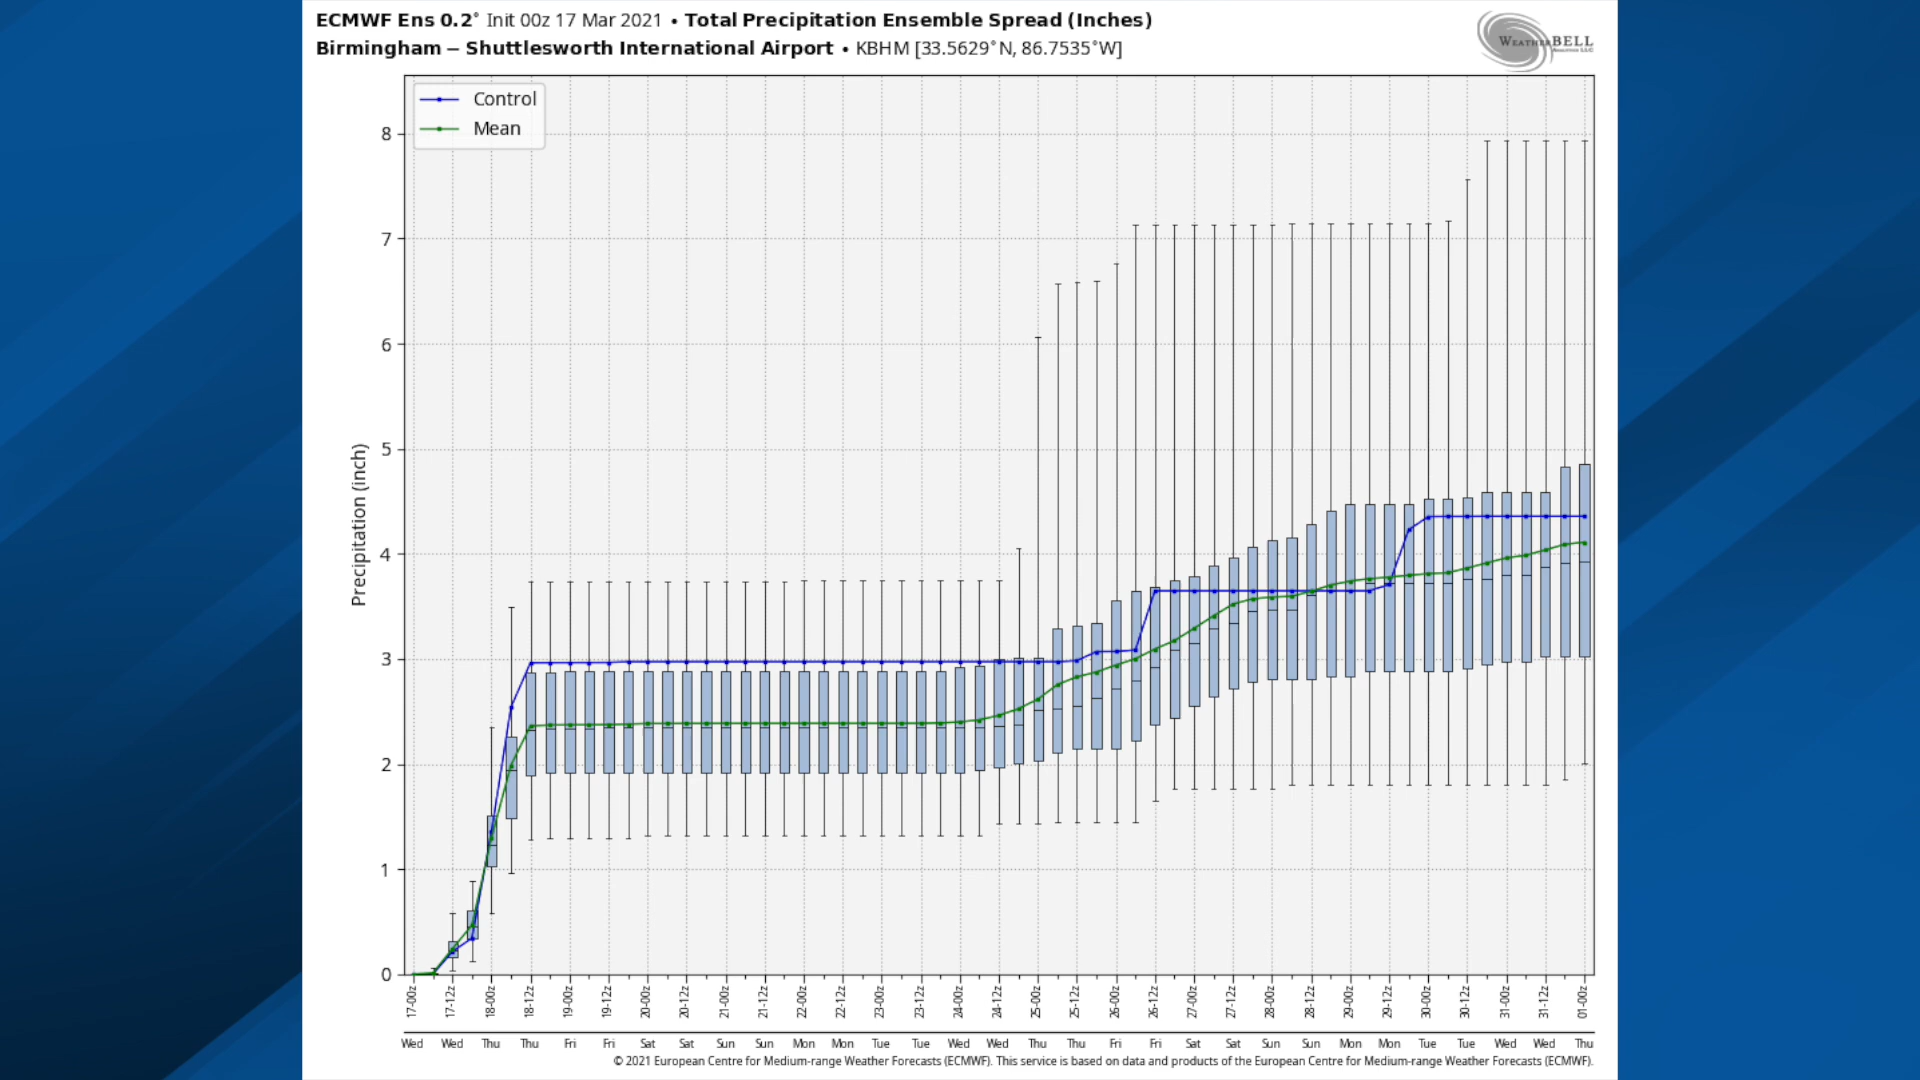 ECMWF Ens 0.2° Init 00z 17 Mar 2021 • Total Precipitation Ensemble Spread (Inches)
Birmingham – Shuttlesworth International Airport • KBHM [33.5629°N, 86.7535°W]
WEATHERBELL
Control
Mean
Precipitation (inch)
8
7
6
5
4
3
2
1
0
17-00z 17-12z 18-00z 18-12z 19-00z 19-12z 20-00z 20-12z 21-00z 21-12z 22-00z 22-12z 23-00z 23-12z 24-00z 24-12z 25-00z 25-12z 26-00z 26-12z 27-00z 27-12z 28-00z 28-12z 29-00z 29-12z 30-00z 30-12z 31-00z 31-12z 01-00z
Wed Wed Thu Thu Fri Fri Sat Sat Sun Sun Mon Mon Tue Tue Wed Wed Thu Thu Fri Fri Sat Sat Sun Sun Mon Mon Tue Tue Wed Wed Thu
© 2021 European Centre for Medium-range Weather Forecasts (ECMWF). This service is based on data and products of the European Centre for Medium-range Weather Forecasts (ECMWF).